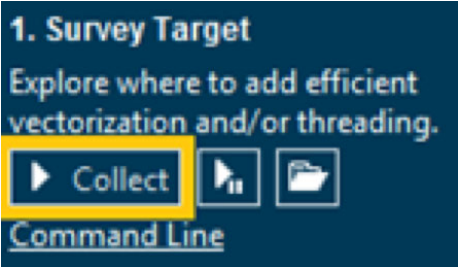 1. Survey Target
Explore where to add efficient
vectorization and/or threading.
Collect
Command Line